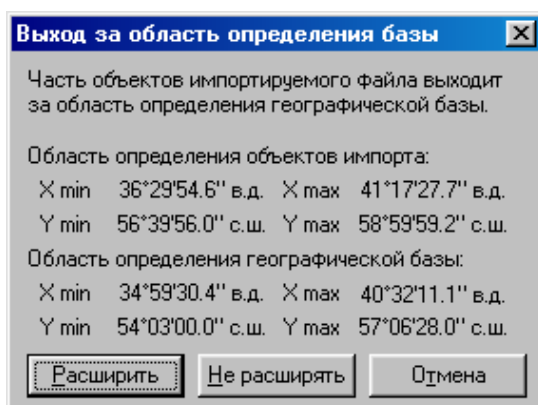 Выход за область определения базы
Часть объектов импортируемого файла выходит
за область определения географической базы.
Область определения объектов импорта:
X min 36°29'54.6" в.д. X max 41°17'27.7" в.д.
Y min 56°39'56.0" с.ш. Y max 58°59'59.2" с.ш.
Область определения географической базы:
X min 34°59'30.4" в.д. X max 40°32'11.1" в.д.
Y min 54°03'00.0" с.ш. Y max 57°06'28.0" с.ш.
Расширить Не расширять Отмена